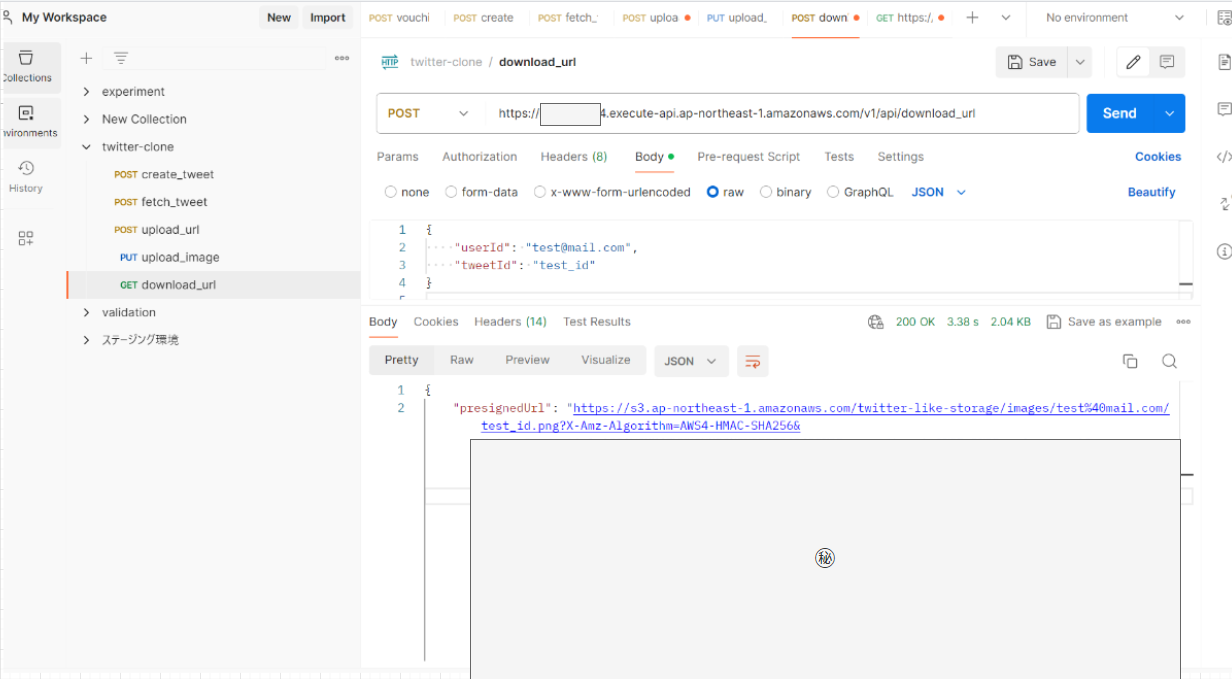 My Workspace
New
Import
POST vouchi
POST create
POST fetch_
POST uploa
PUT upload_
POST down
GET https:/
No environment
Collections
nvironments
History
experiment
New Collection
twitter-clone
POST create_tweet
POST fetch_tweet
POST upload_url
PUT upload_image
GET download_url
validation
ステージング環境
HTTP twitter-clone / download_url
Save
POST
https://
4.execute-api.ap-northeast-1.amazonaws.com/v1/api/download_url
Send
Params
Authorization
Headers (8)
Body
Pre-request Script
Tests
Settings
Cookies
none
form-data
x-www-form-urlencoded
raw
binary
GraphQL
JSON
Beautify
1 {
2 ····"userId":·"test@mail.com",
3 ····"tweetId":·"test_id"
4 }
5
Body
Cookies
Headers (14)
Test Results
200 OK
3.38 s
2.04 KB
Save as example
Pretty
Raw
Preview
Visualize
JSON
1 {
2 "presignedUrl": "https://s3.ap-northeast-1.amazonaws.com/twitter-like-storage/images/test%40mail.com/
test_id.png?X-Amz-Algorithm=AWS4-HMAC-SHA256&
㊙